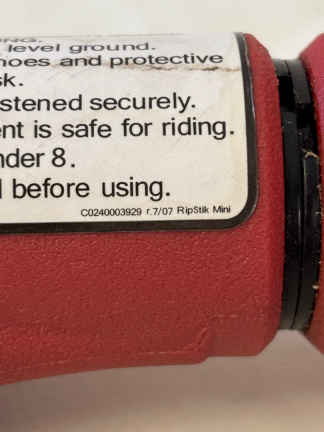 level ground.
hoes and protective
sk.
stened securely.
ent is safe for riding.
nder 8.
l before using.
C0240003929 r.7/07 RipStik Mini